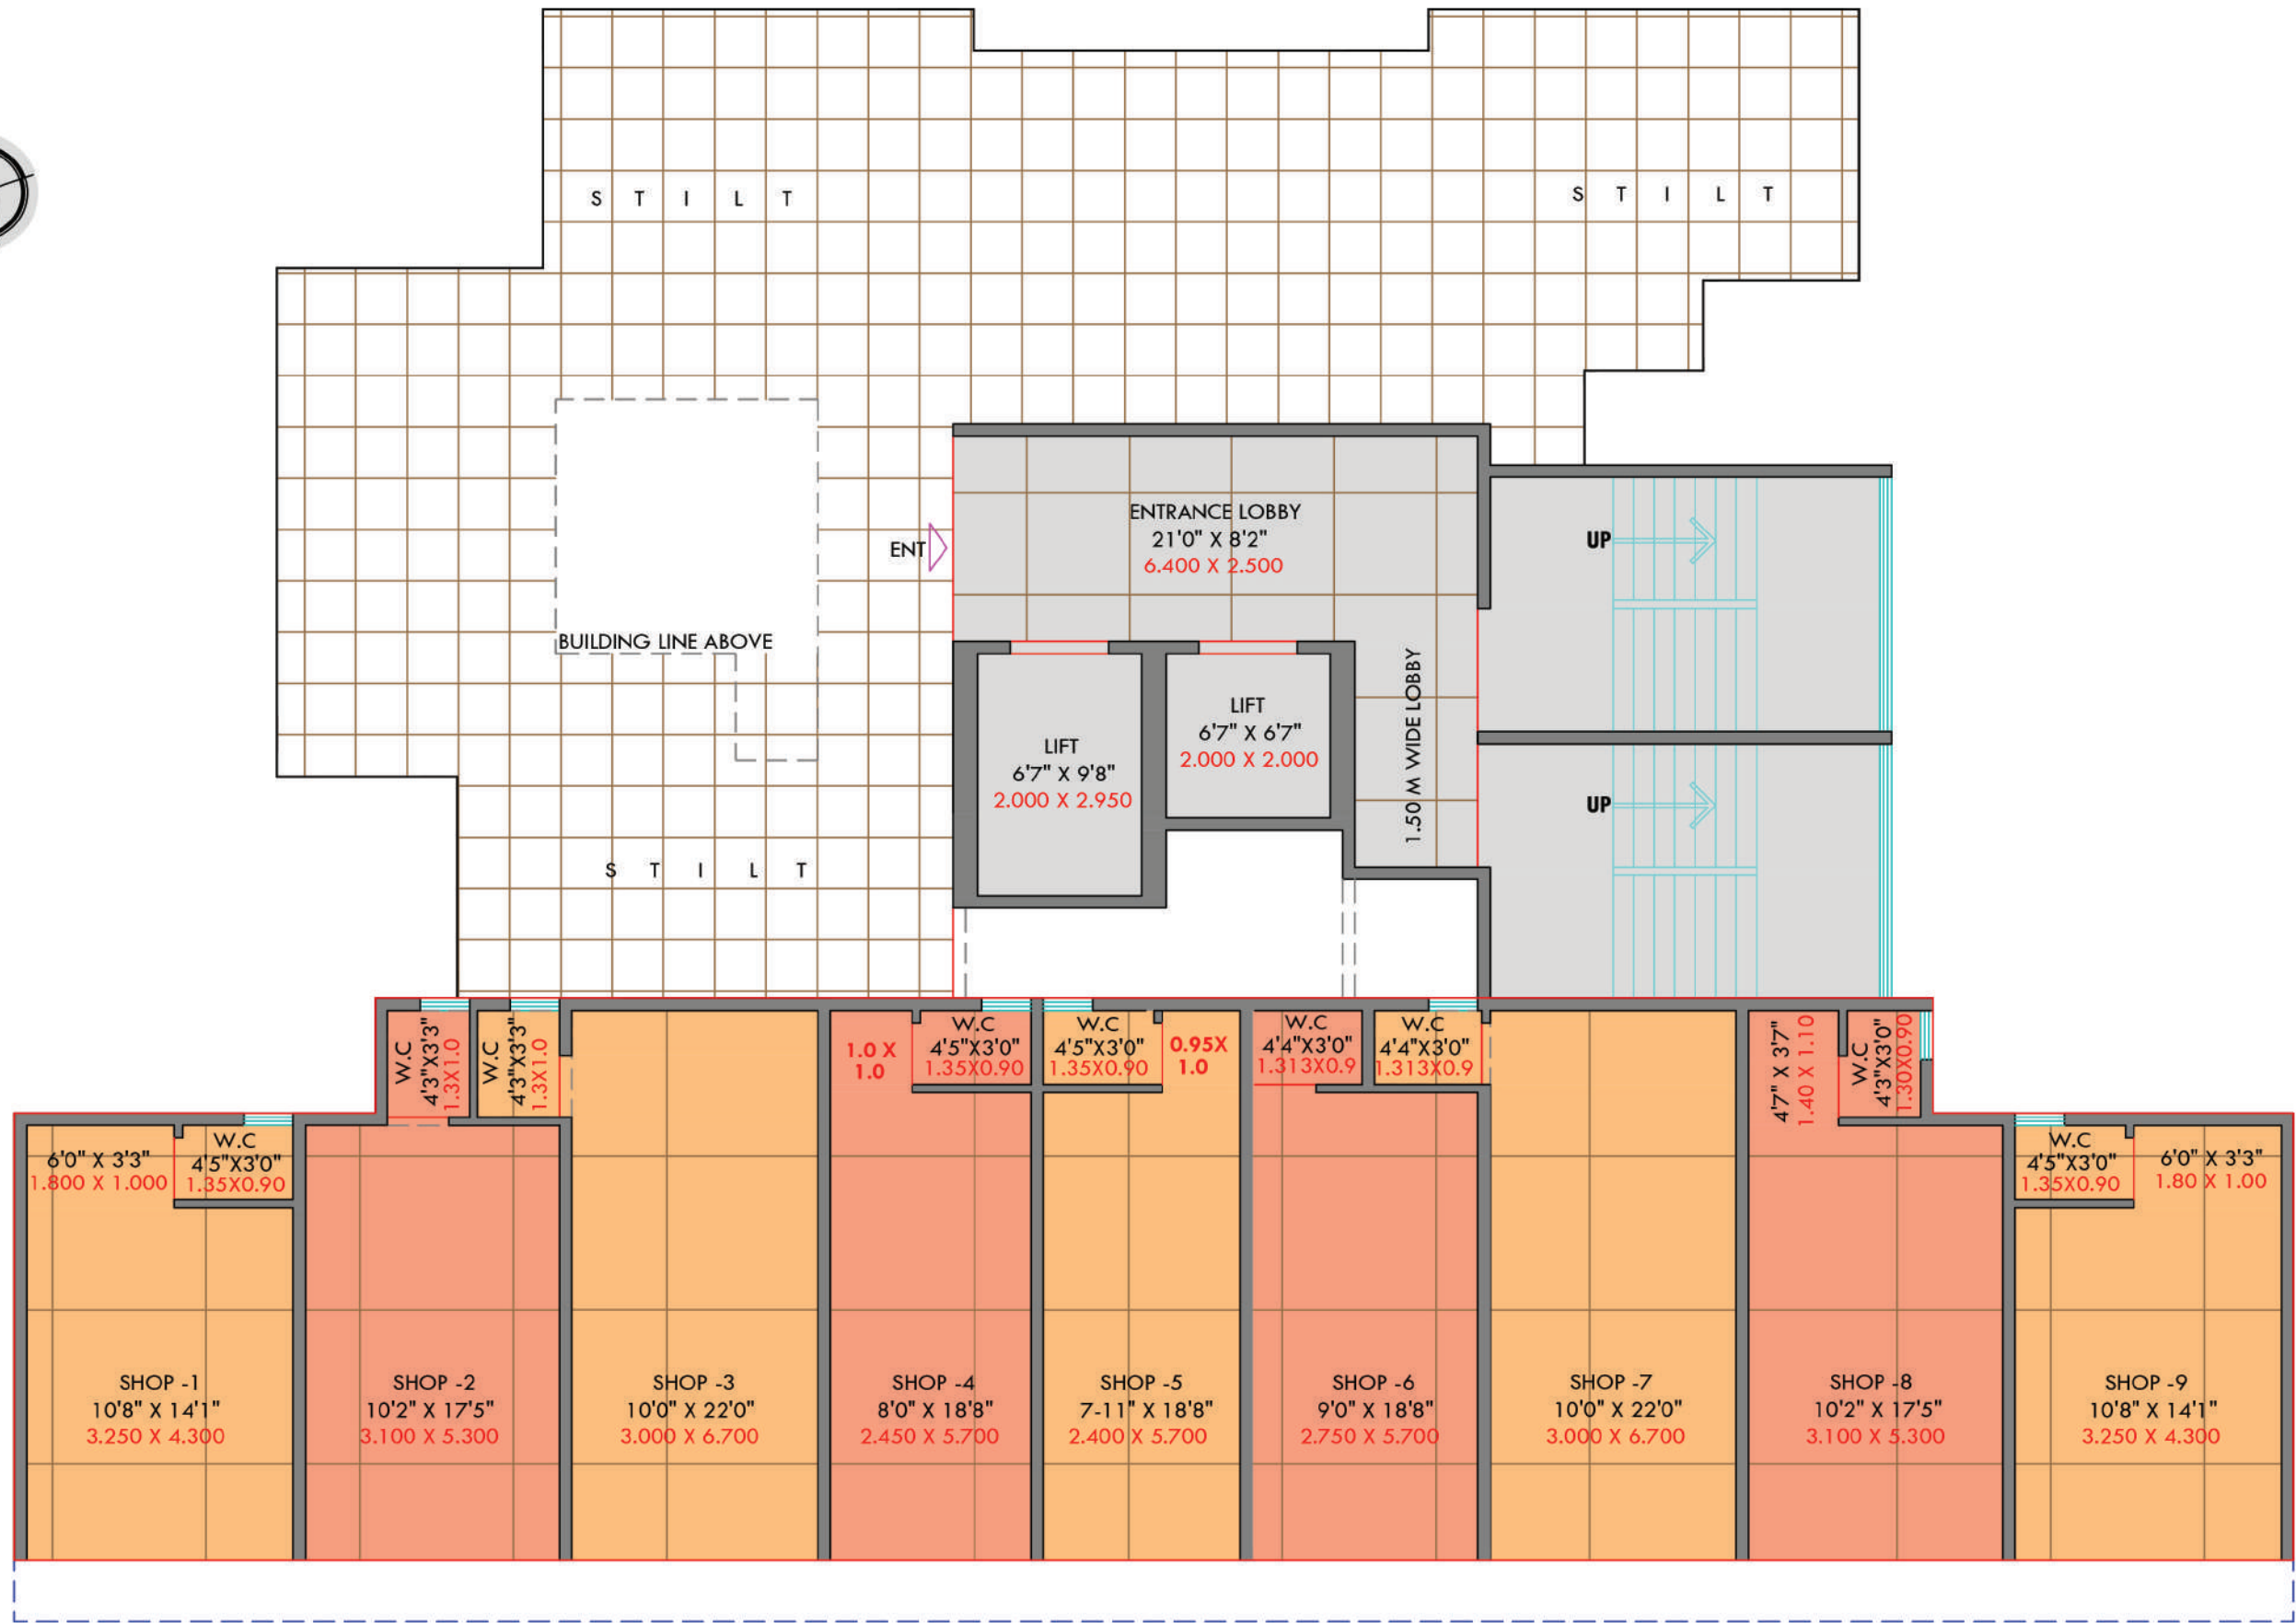 S T I L T
S T I L T
ENTRANCE LOBBY
21'0" X 8'2"
6.400 X 2.500
ENT
UP
BUILDING LINE ABOVE
LIFT
6'7" X 9'8"
2.000 X 2.950
LIFT
6'7" X 6'7"
2.000 X 2.000
1.50 M WIDE LOBBY
UP
S T I L T
W.C
4'3"X3'3"
1.3X1.0
W.C
4'3"X3'3"
1.3X1.0
1.0 X
1.0
W.C
4'5"X3'0"
1.35X0.90
W.C
4'5"X3'0"
1.35X0.90
0.95X
1.0
W.C
4'4"X3'0"
1.313X0.9
W.C
4'4"X3'0"
1.313X0.9
4'7" X 3'7"
1.40 X 1.10
W.C
4'3"X3'0"
1.30X0.90
6'0" X 3'3"
1.800 X 1.000
W.C
4'5"X3'0"
1.35X0.90
W.C
4'5"X3'0"
1.35X0.90
6'0" X 3'3"
1.80 X 1.00
SHOP -1
10'8" X 14'1"
3.250 X 4.300
SHOP -2
10'2" X 17'5"
3.100 X 5.300
SHOP -3
10'0" X 22'0"
3.000 X 6.700
SHOP -4
8'0" X 18'8"
2.450 X 5.700
SHOP -5
7-11" X 18'8"
2.400 X 5.700
SHOP -6
9'0" X 18'8"
2.750 X 5.700
SHOP -7
10'0" X 22'0"
3.000 X 6.700
SHOP -8
10'2" X 17'5"
3.100 X 5.300
SHOP -9
10'8" X 14'1"
3.250 X 4.300